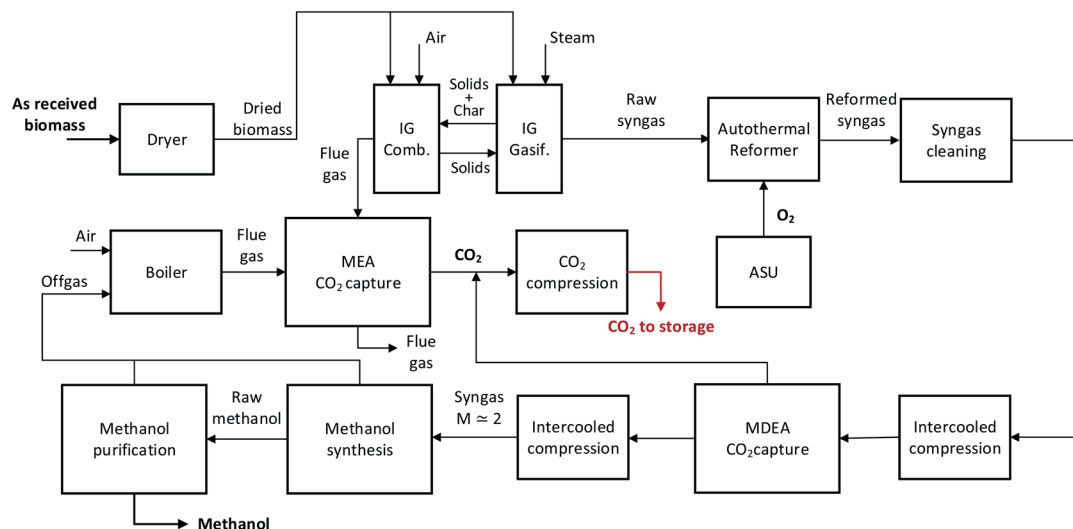 Air
Steam
As received
biomass
Dryer
Dried
biomass
IG
Comb.
Solids
+
Char
Solids
IG
Gasif.
Raw
syngas
Autothermal
Reformer
Reformed
syngas
Syngas
cleaning
Flue
gas
O₂
ASU
Air
Offgas
Boiler
Flue
gas
MEA
CO₂ capture
CO₂
CO₂
compression
CO₂ to storage
Flue
gas
Methanol
purification
Raw
methanol
Methanol
synthesis
Syngas
M ≃ 2
Intercooled
compression
MDEA
CO₂capture
Intercooled
compression
Methanol